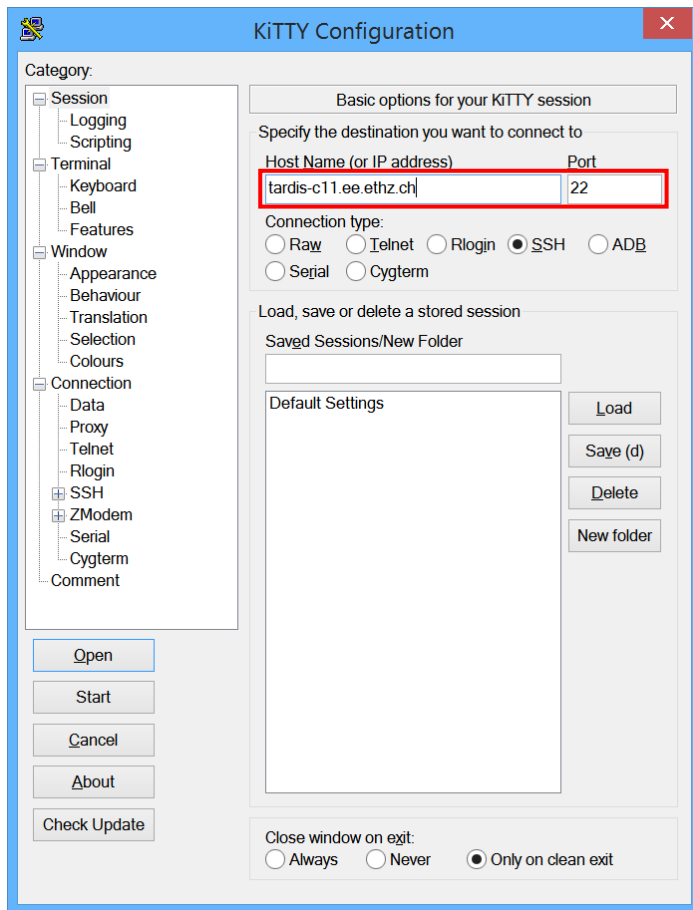 KiTTY Configuration
Category:
Session
Logging
Scripting
Terminal
Keyboard
Bell
Features
Window
Appearance
Behaviour
Translation
Selection
Colours
Connection
Data
Proxy
Telnet
Rlogin
SSH
ZModem
Serial
Cygterm
Comment
Open
Start
Cancel
About
Check Update
Basic options for your KiTTY session
Specify the destination you want to connect to
Host Name (or IP address) Port
tardis-c11.ee.ethz.ch 22
Connection type:
Raw Telnet Rlogin SSH ADB
Serial Cygterm
Load, save or delete a stored session
Saved Sessions/New Folder
Default Settings
Load
Save (d)
Delete
New folder
Close window on exit:
Always Never Only on clean exit